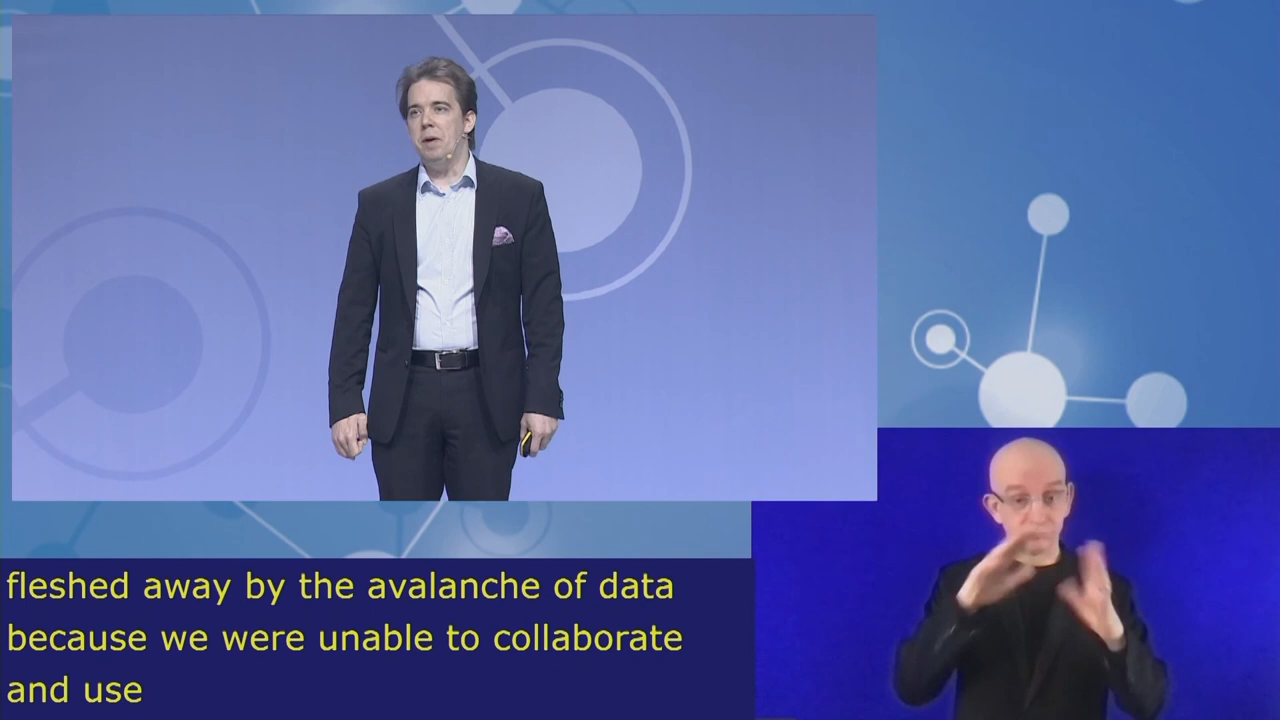 fleshed away by the avalanche of data
because we were unable to collaborate
and use